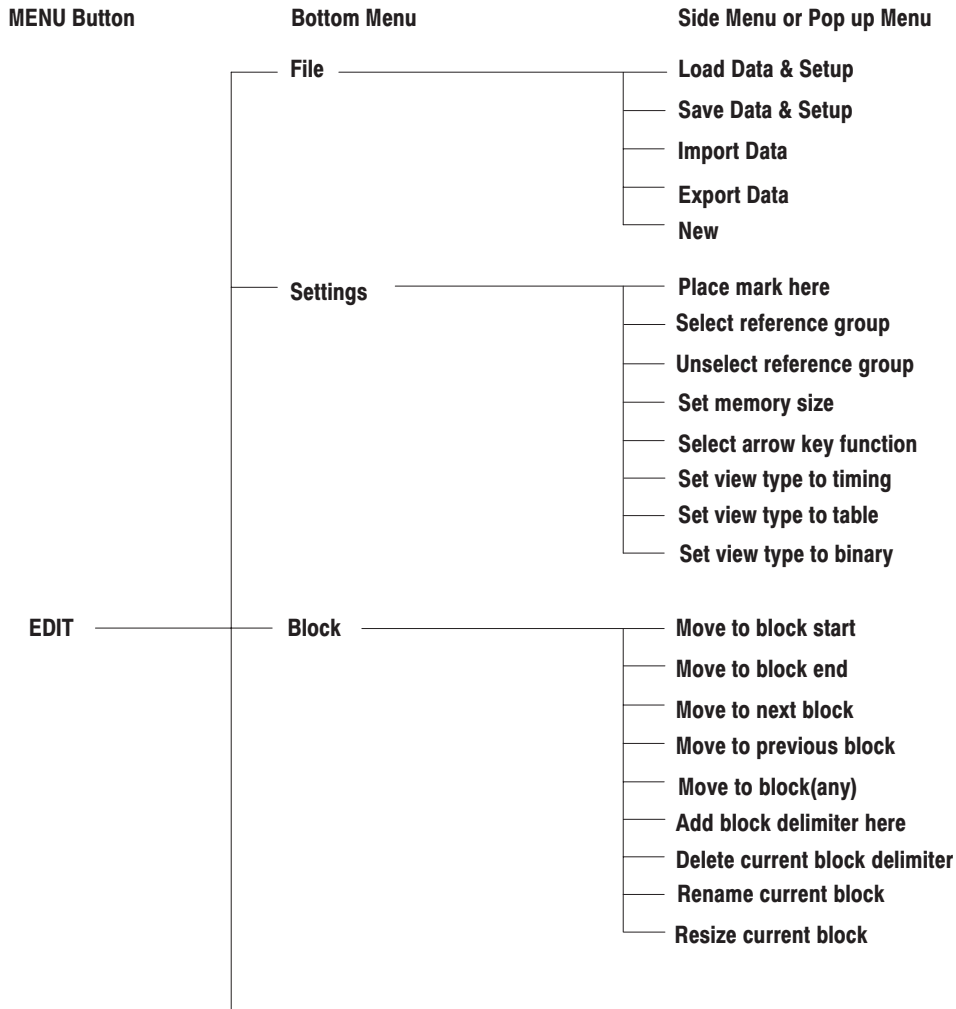 MENU Button Bottom Menu Side Menu or Pop up Menu
File Load Data & Setup
Save Data & Setup
Import Data
Export Data
New
Settings Place mark here
Select reference group
Unselect reference group
Set memory size
Select arrow key function
Set view type to timing
Set view type to table
Set view type to binary
EDIT Block Move to block start
Move to block end
Move to next block
Move to previous block
Move to block(any)
Add block delimiter here
Delete current block delimiter
Rename current block
Resize current block